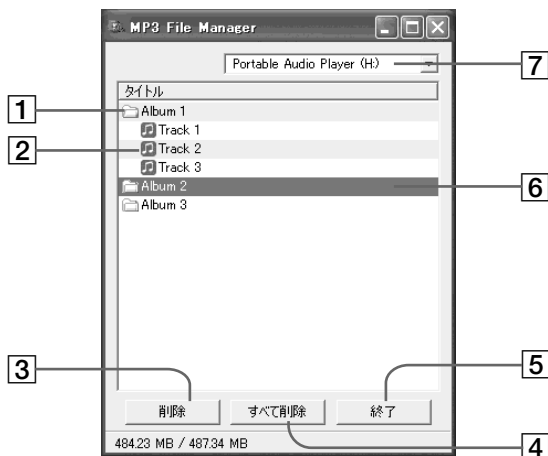 MP3 File Manager
7
Portable Audio Player (H:)
タイトル
1
Album 1
Track 1
2
Track 2
Track 3
6
Album 2
Album 3
3
5
削除 すべて削除 終了
484.23 MB / 487.34 MB
4